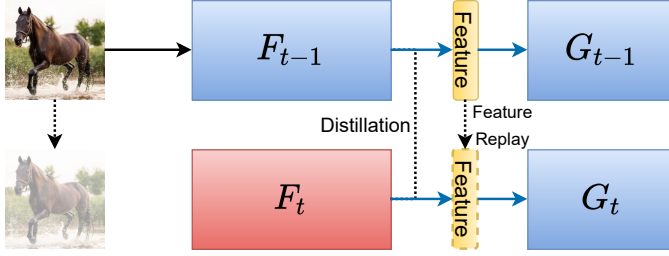 F_{t-1}
Feature
G_{t-1}
Distillation
Feature
Replay
F_t
Feature
G_t